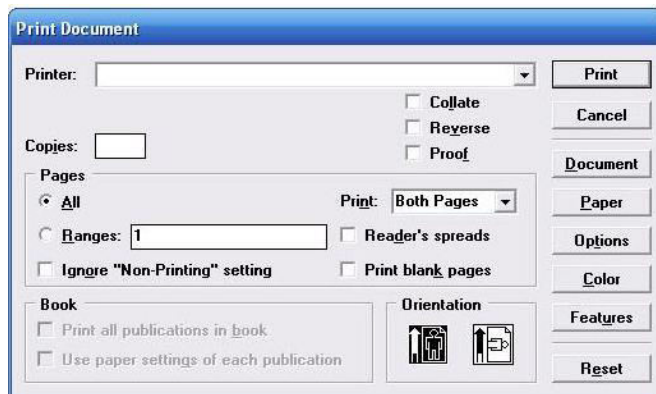 Print Document
Printer:
Print
Collate
Cancel
Reverse
Copies:
Proof
Document
Pages
All
Print: Both Pages
Paper
Ranges: 1
Reader's spreads
Options
Ignore "Non-Printing" setting
Print blank pages
Color
Book
Orientation
Print all publications in book
Features
Use paper settings of each publication
Reset